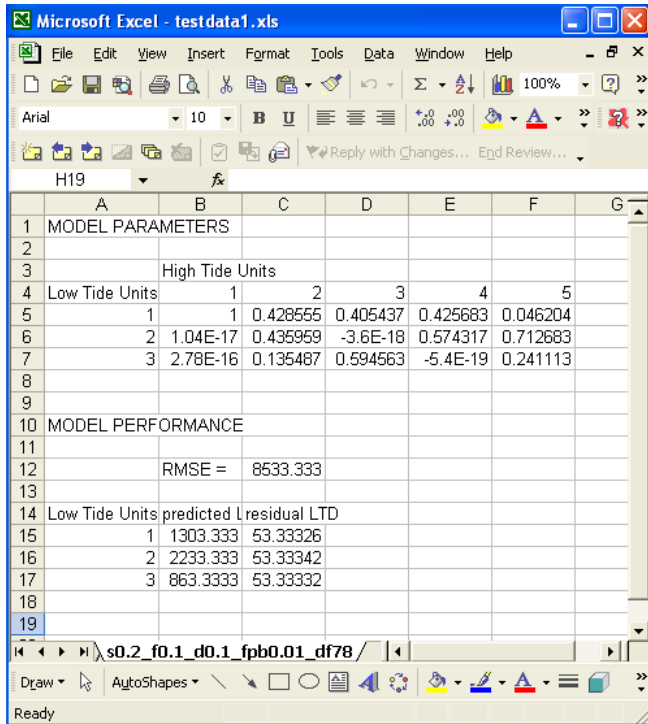 Microsoft Excel - testdata1.xls
File Edit View Insert Format Tools Data Window Help
100%
Arial 10 B U
Reply with Changes... End Review...
H19 fx
A B C D E F G
1 MODEL PARAMETERS
2
3 High Tide Units
4 Low Tide Units 1 2 3 4 5
5 1 1 0.428555 0.405437 0.425683 0.046204
6 2 1.04E-17 0.435959 -3.6E-18 0.574317 0.712683
7 3 2.78E-16 0.135487 0.594563 -5.4E-19 0.241113
8
9
10 MODEL PERFORMANCE
11
12 RMSE = 8533.333
13
14 Low Tide Units predicted L residual LTD
15 1 1303.333 53.33326
16 2 2233.333 53.33342
17 3 863.3333 53.33332
18
19
s0.2_f0.1_d0.1_fpb0.01_df78
Draw AutoShapes
Ready